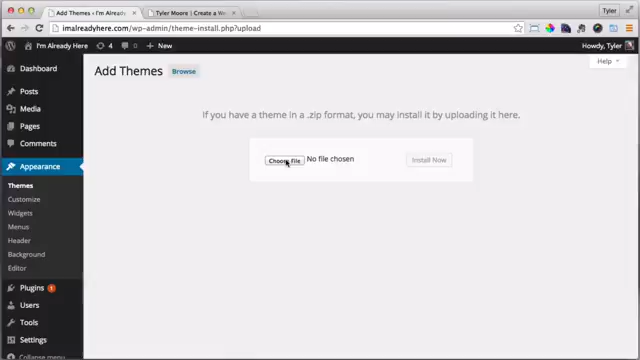 Add Themes ‹ I'm Already
Tyler Moore | Create a We
Tyler
imalreadyhere.com/wp-admin/theme-install.php?upload
I'm Already Here!
4
0
New
Howdy, Tyler
Dashboard
Add Themes
Browse
Help
Posts
Media
Pages
Comments
If you have a theme in a .zip format, you may install it by uploading it here.
Choose File
No file chosen
Install Now
Appearance
Themes
Customize
Widgets
Menus
Header
Background
Editor
Plugins 1
Users
Tools
Settings
Collapse menu